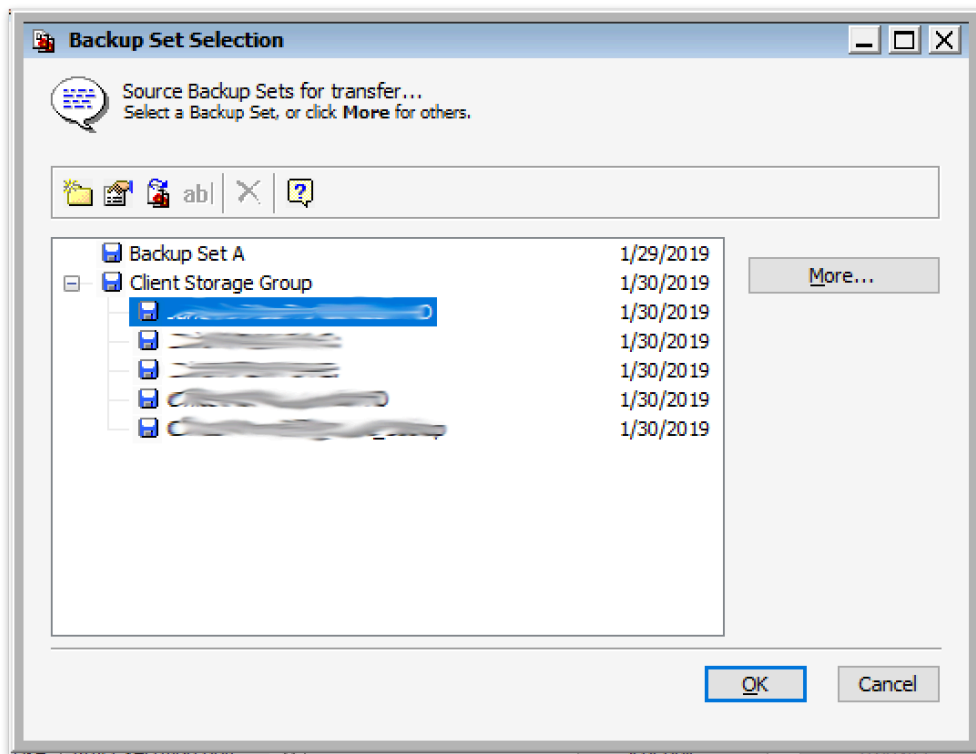 Backup Set Selection
Source Backup Sets for transfer...
Select a Backup Set, or click More for others.
ab|
Backup Set A 1/29/2019
Client Storage Group 1/30/2019
1/30/2019
1/30/2019
1/30/2019
1/30/2019
1/30/2019
More...
OK Cancel